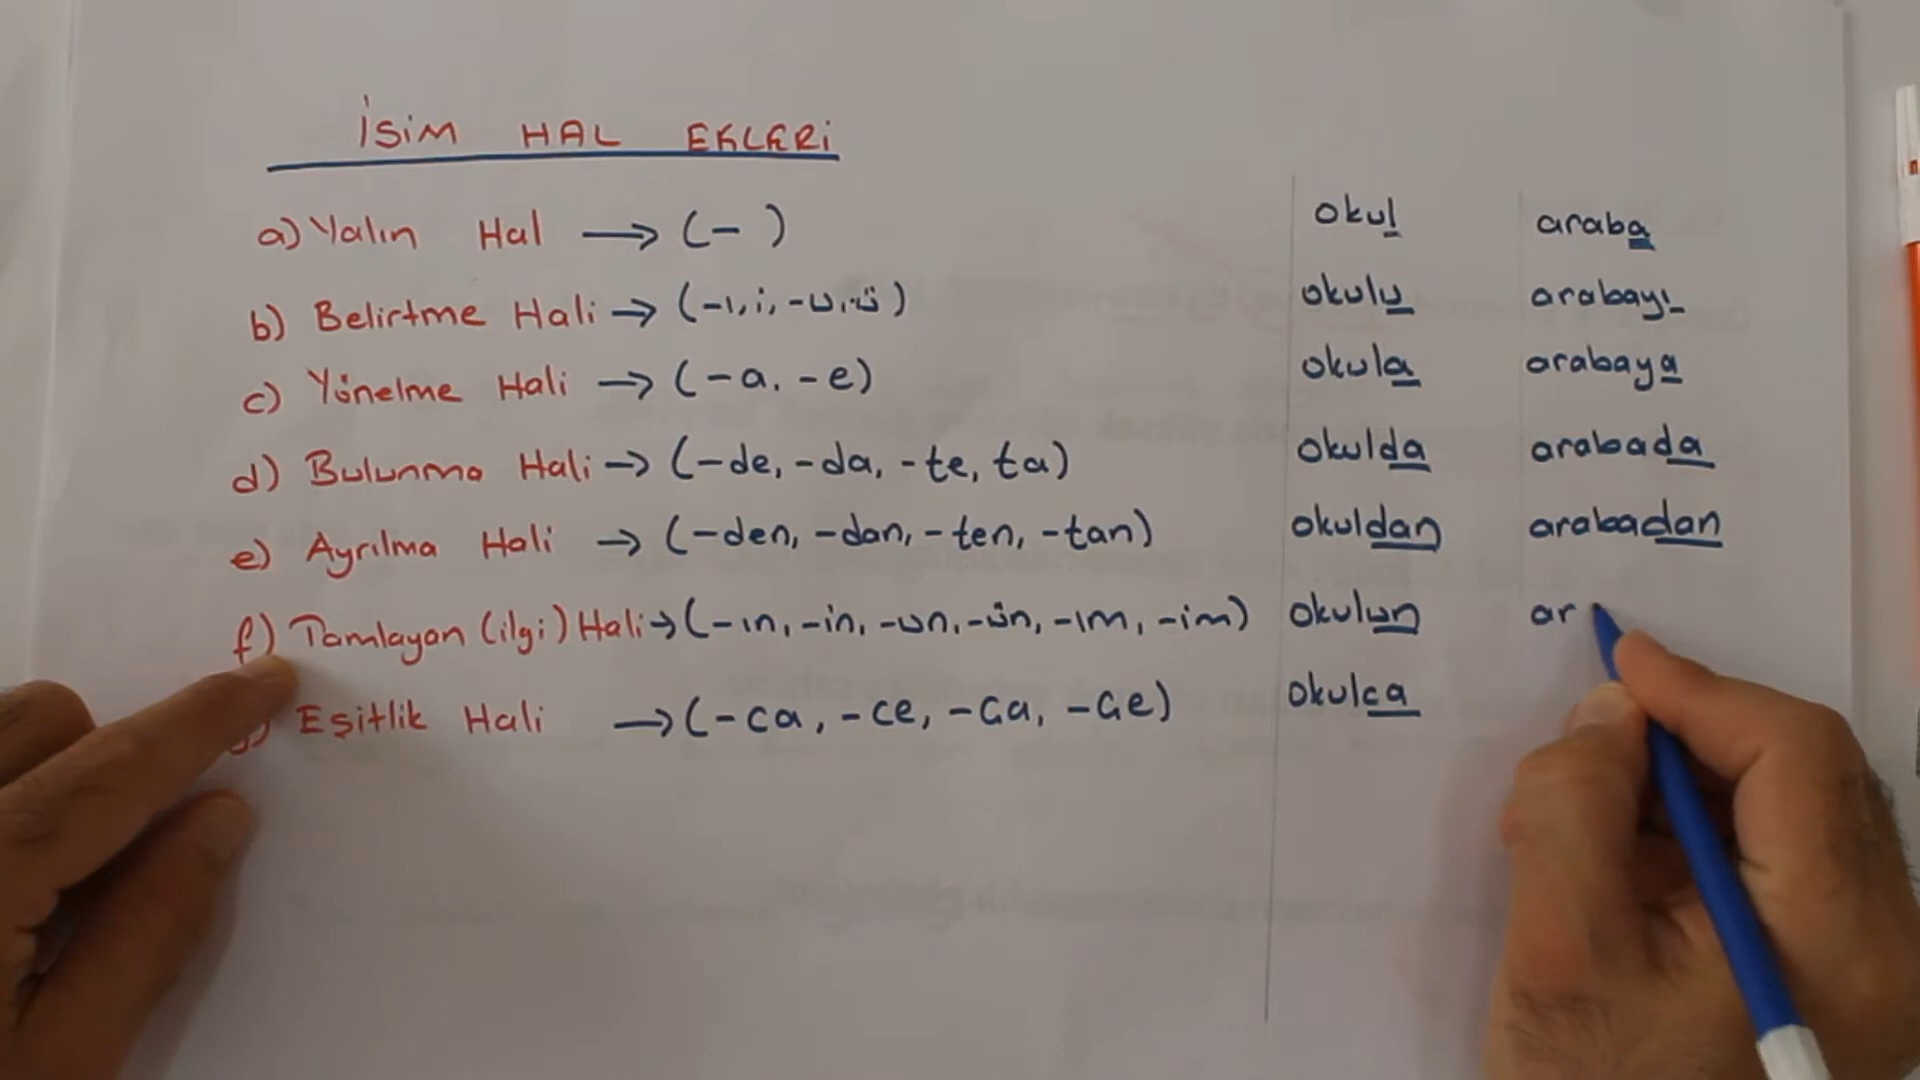 İSİM HAL EKLERİ
a) Yalın Hal → (- ) okul araba
b) Belirtme Hali → (-ı, i, -u, -ü) okulu arabayı
c) Yönelme Hali → (-a, -e) okula arabaya
d) Bulunma Hali → (-de, -da, -te, ta) okulda arabada
e) Ayrılma Hali → (-den, -dan, -ten, -tan) okuldan arabadan
f) Tamlayan (ilgi) Hali → (-ın, -in, -un, -ün, -ım, -im) okulun ar
g) Eşitlik Hali → (-ca, -ce, -ça, -çe) okulca